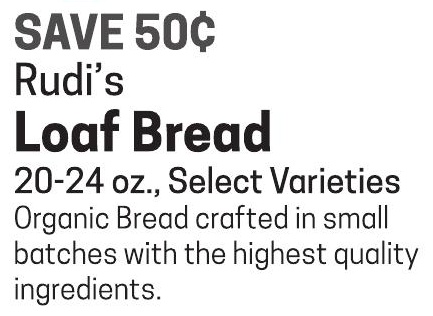 SAVE 50¢
Rudi's
Loaf Bread
20-24 oz., Select Varieties
Organic Bread crafted in small
batches with the highest quality
ingredients.